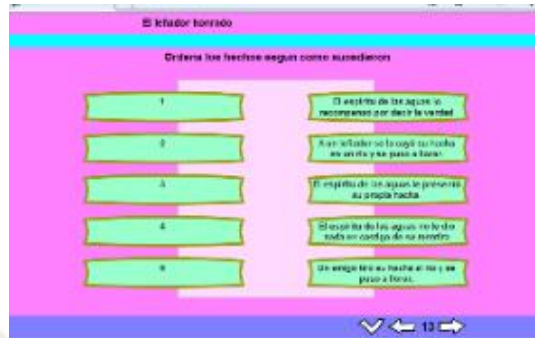 El leñador honrado
Ordena los hechos según como sucedieron
1
El espíritu de las aguas lo
recompenso por decir la verdad
2
A un leñador se le cayó su hacha
en un río y se puso a llorar.
3
El espíritu de las aguas le presentó
su propia hacha
4
El espíritu de las aguas no le dio
nada en castigo de su mentira
5
Un amigo tiró su hacha al río y se
puso a llorar.
13